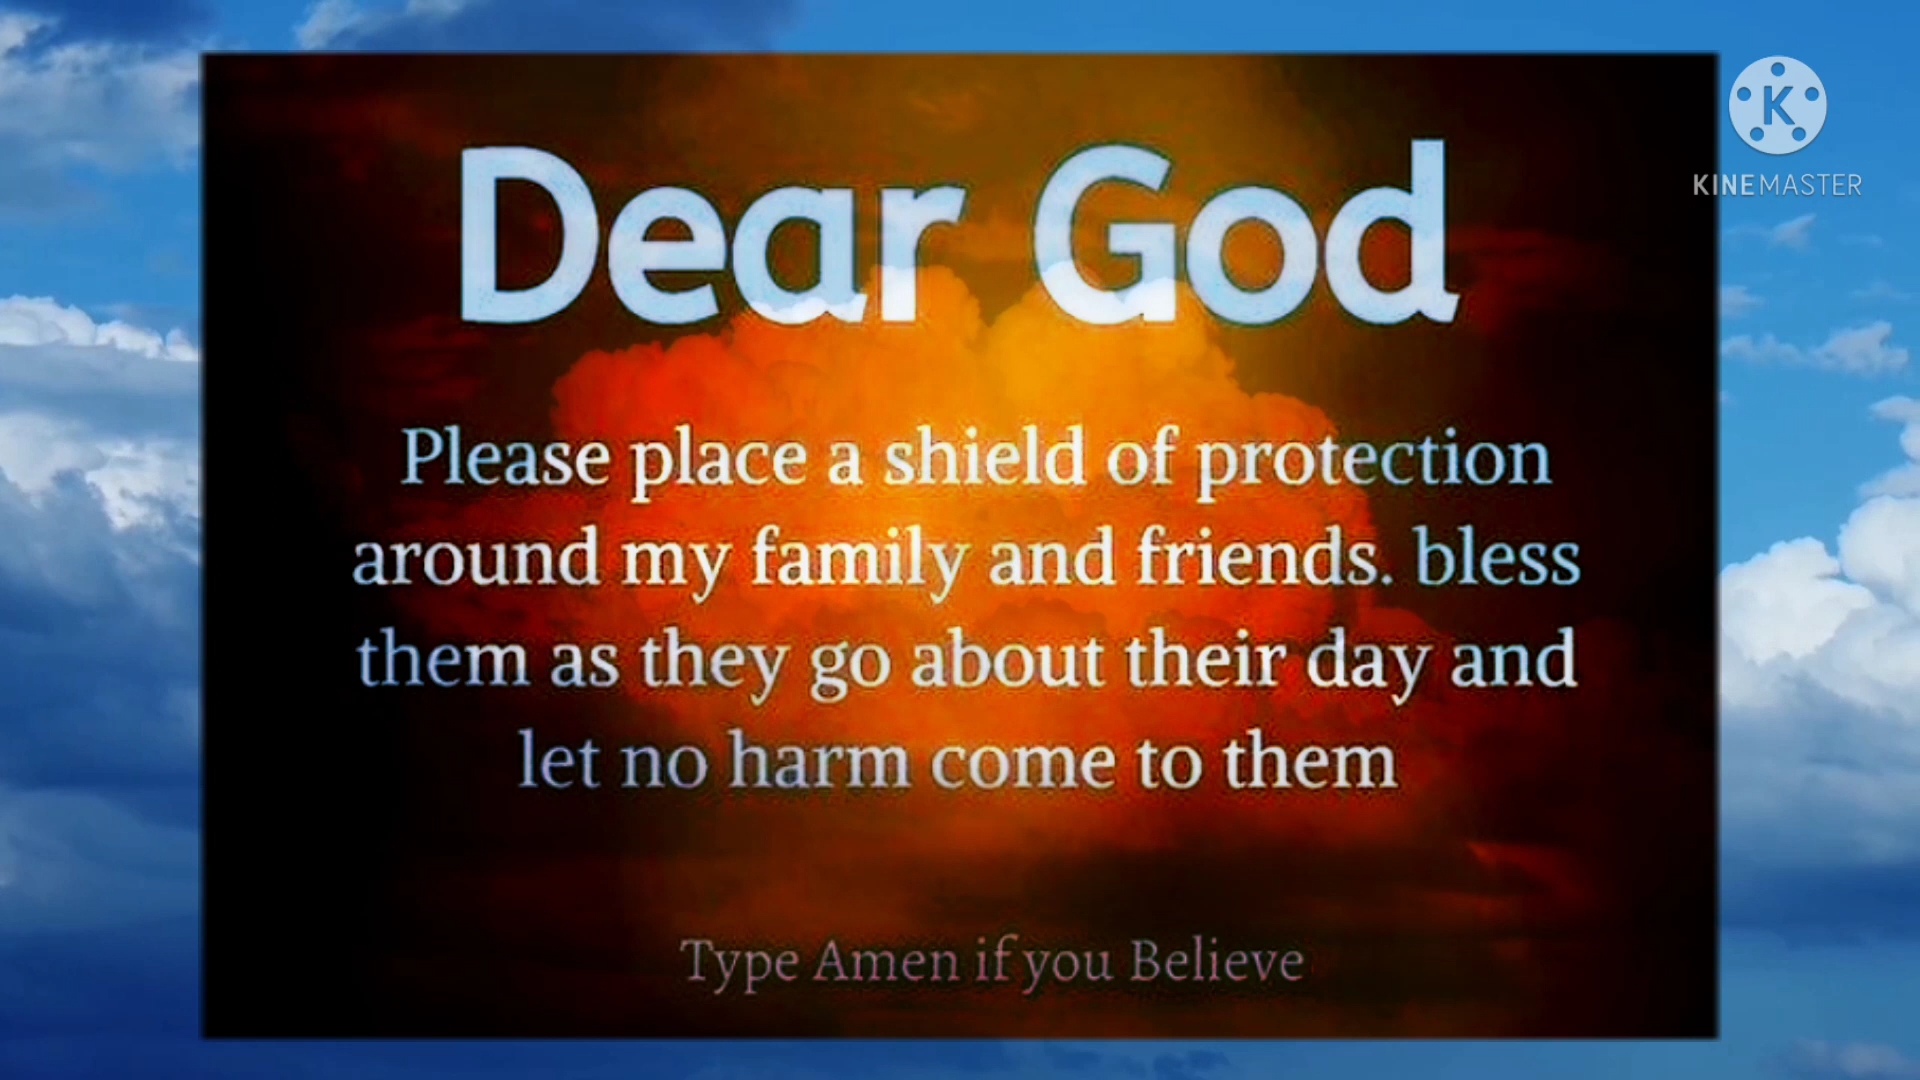 Dear God
KINEMASTER
Please place a shield of protection
around my family and friends. bless
them as they go about their day and
let no harm come to them
Type Amen if you Believe